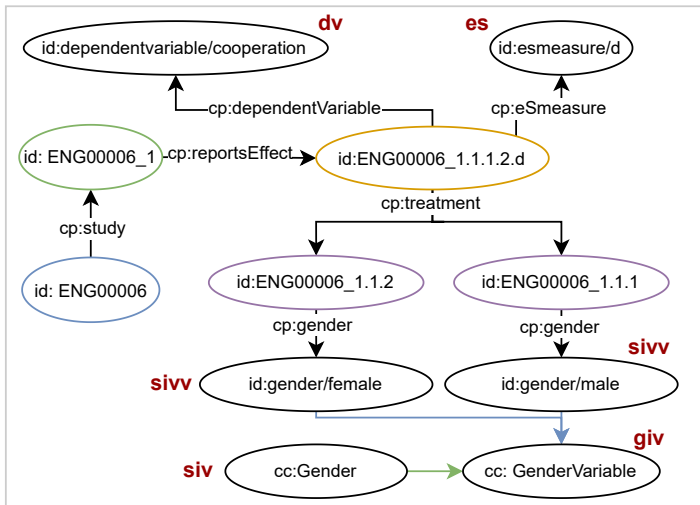 dv
es
id:dependentvariable/cooperation
id:esmeasure/d
cp:dependentVariable
cp:eSmeasure
id: ENG00006_1
cp:reportsEffect
id:ENG00006_1.1.1.2.d
cp:treatment
cp:study
id: ENG00006
id:ENG00006_1.1.2
id:ENG00006_1.1.1
cp:gender
cp:gender
sivv
sivv
id:gender/female
id:gender/male
giv
siv
cc:Gender
cc: GenderVariable